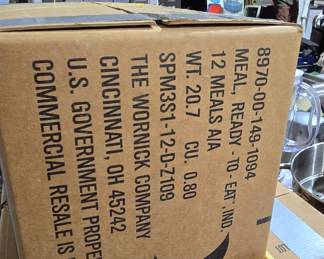 8970-00-149-1094
MEAL, READY-TO-EAT, IND.
12 MEALS A/A
WT. 20.7 CU. 0.80
SPM3S1-12-D-Z109
THE WORNICK COMPANY
CINCINNATI, OH 45242
U.S. GOVERNMENT PROPE
COMMERCIAL RESALE IS